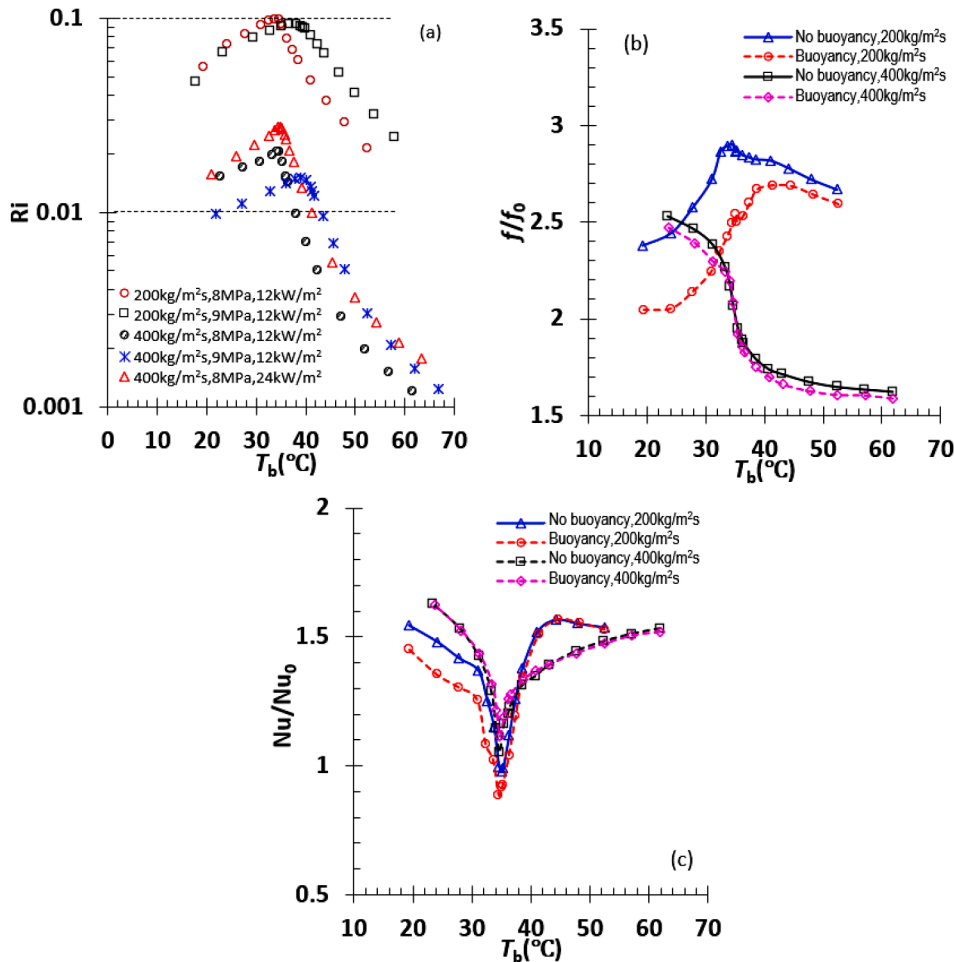 (a)
Ri
0.1
0.01
0.001
200kg/m²s,8MPa,12kW/m²
200kg/m²s,9MPa,12kW/m²
400kg/m²s,8MPa,12kW/m²
400kg/m²s,9MPa,12kW/m²
400kg/m²s,8MPa,24kW/m²
0 10 20 30 40 50 60 70
Tb(°C)
(b)
No buoyancy,200kg/m²s
Buoyancy,200kg/m²s
No buoyancy,400kg/m²s
Buoyancy,400kg/m²s
f/f0
3.5
3
2.5
2
1.5
10 20 30 40 50 60 70
Tb(°C)
No buoyancy,200kg/m²s
Buoyancy,200kg/m²s
No buoyancy,400kg/m²s
Buoyancy,400kg/m²s
Nu/Nu0
2
1.5
1
0.5
(c)
10 20 30 40 50 60 70
Tb(°C)